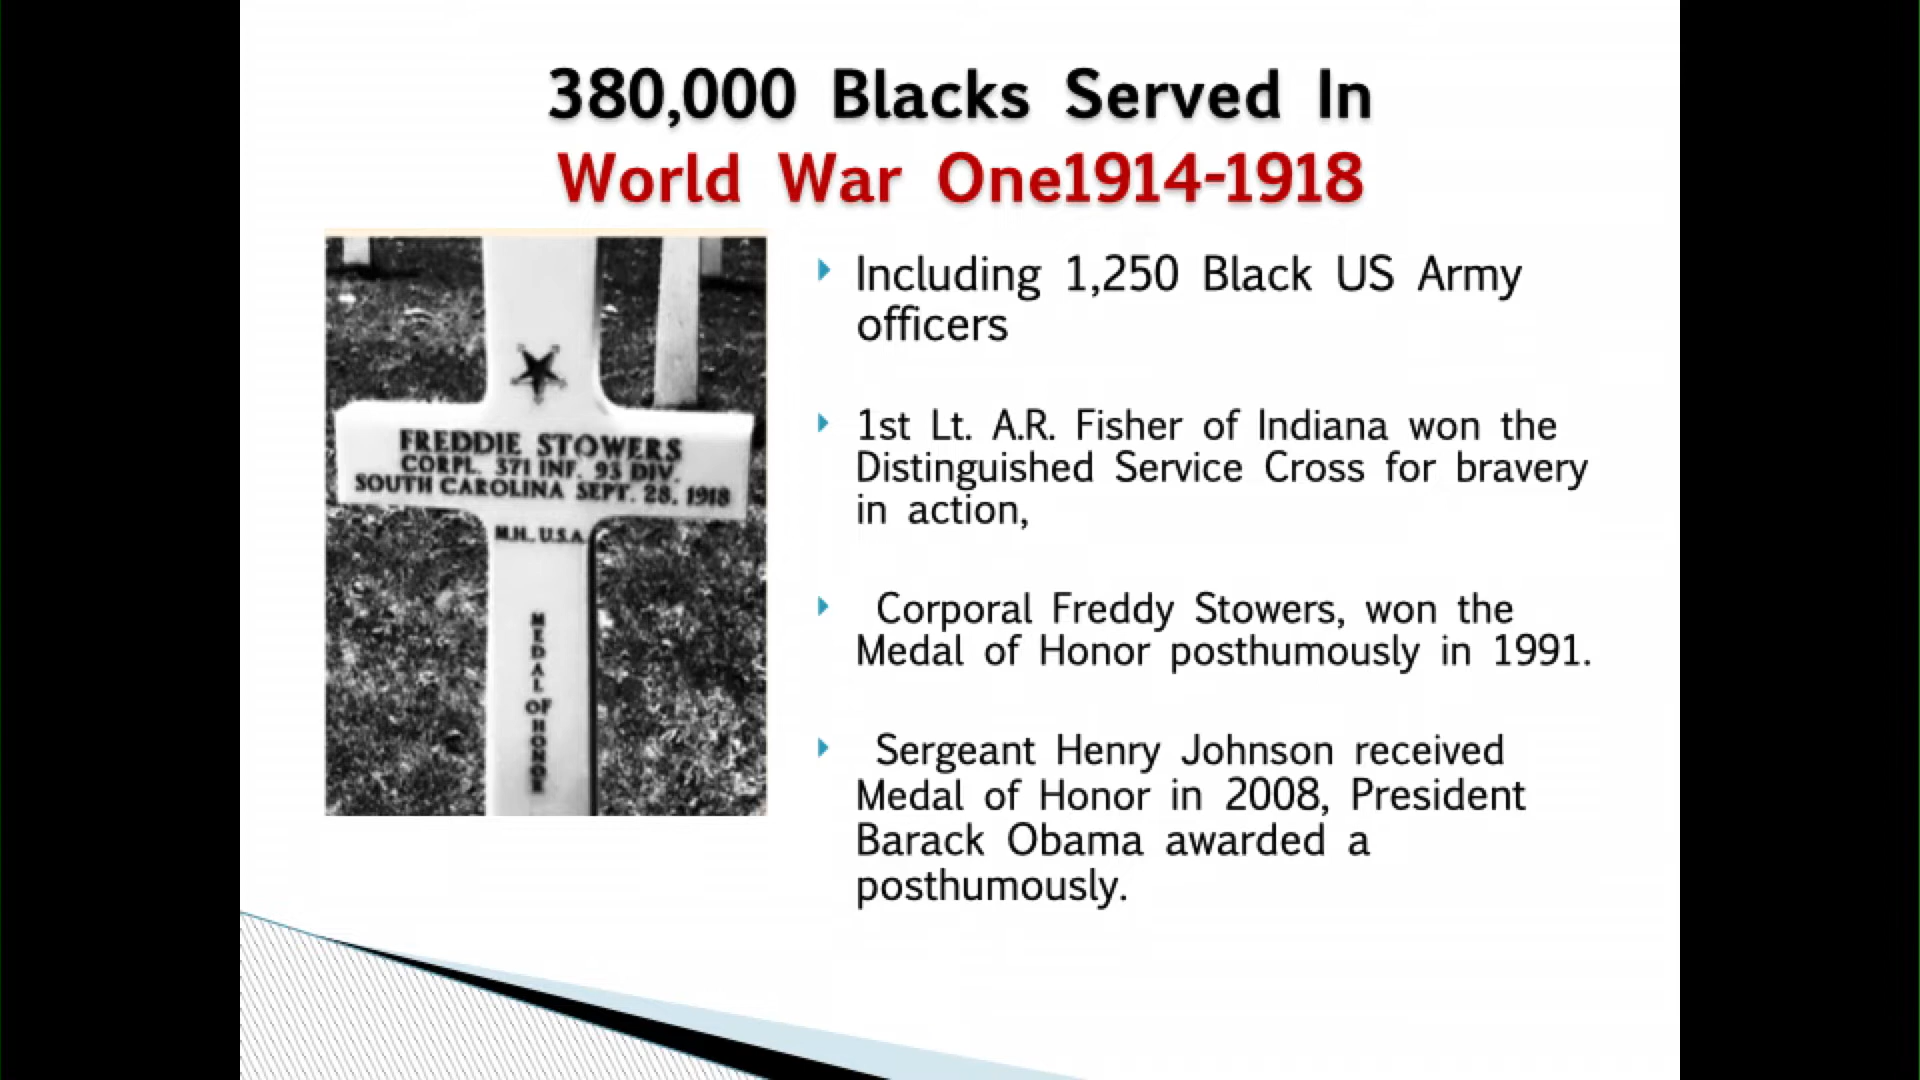 380,000 Blacks Served In
World War One1914-1918
FREDDIE STOWERS
CORPL. 371 INF. 93 DIV.
SOUTH CAROLINA SEPT. 28. 1918
M.H. U.S.A.
MEDAL OF HONOR
Including 1,250 Black US Army
officers
1st Lt. A.R. Fisher of Indiana won the
Distinguished Service Cross for bravery
in action,
Corporal Freddy Stowers, won the
Medal of Honor posthumously in 1991.
Sergeant Henry Johnson received
Medal of Honor in 2008, President
Barack Obama awarded a
posthumously.